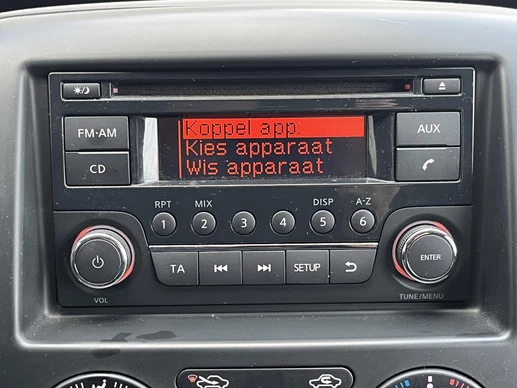 FM·AM
CD
Koppel app.
Kies apparaat
Wis apparaat
AUX
RPT MIX DISP A-Z
1 2 3 4 5 6
TA SETUP
VOL
ENTER
TUNE/MENU